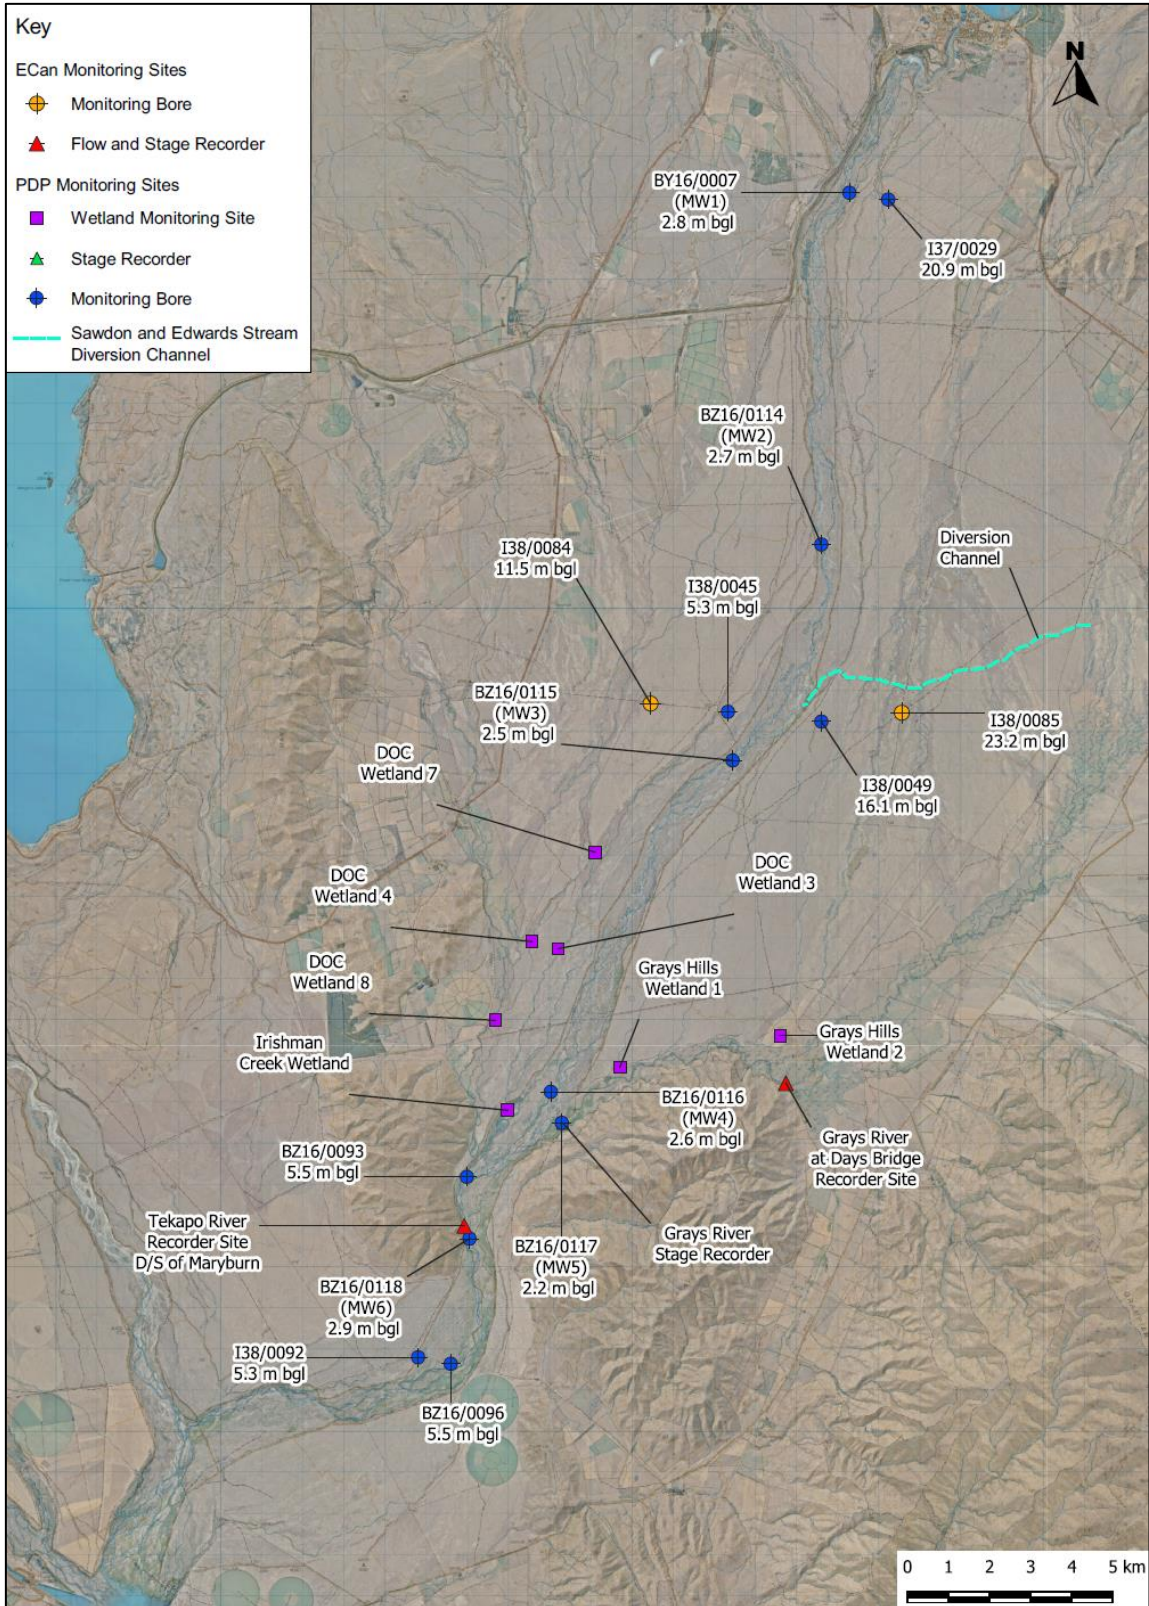 Key
ECan Monitoring Sites
Monitoring Bore
Flow and Stage Recorder
PDP Monitoring Sites
Wetland Monitoring Site
Stage Recorder
Monitoring Bore
Sawdon and Edwards Stream
Diversion Channel
N
BY16/0007
(MW1)
2.8 m bgl
I37/0029
20.9 m bgl
BZ16/0114
(MW2)
2.7 m bgl
I38/0084
11.5 m bgl
I38/0045
5.3 m bgl
Diversion
Channel
BZ16/0115
(MW3)
2.5 m bgl
I38/0085
23.2 m bgl
DOC
Wetland 7
I38/0049
16.1 m bgl
DOC
Wetland 4
DOC
Wetland 3
DOC
Wetland 8
Grays Hills
Wetland 1
Irishman
Creek Wetland
Grays Hills
Wetland 2
BZ16/0116
(MW4)
2.6 m bgl
Grays River
at Days Bridge
Recorder Site
BZ16/0093
5.5 m bgl
Tekapo River
Recorder Site
D/S of Maryburn
BZ16/0117
(MW5)
2.2 m bgl
Grays River
Stage Recorder
BZ16/0118
(MW6)
2.9 m bgl
I38/0092
5.3 m bgl
BZ16/0096
5.5 m bgl
0 1 2 3 4 5 km